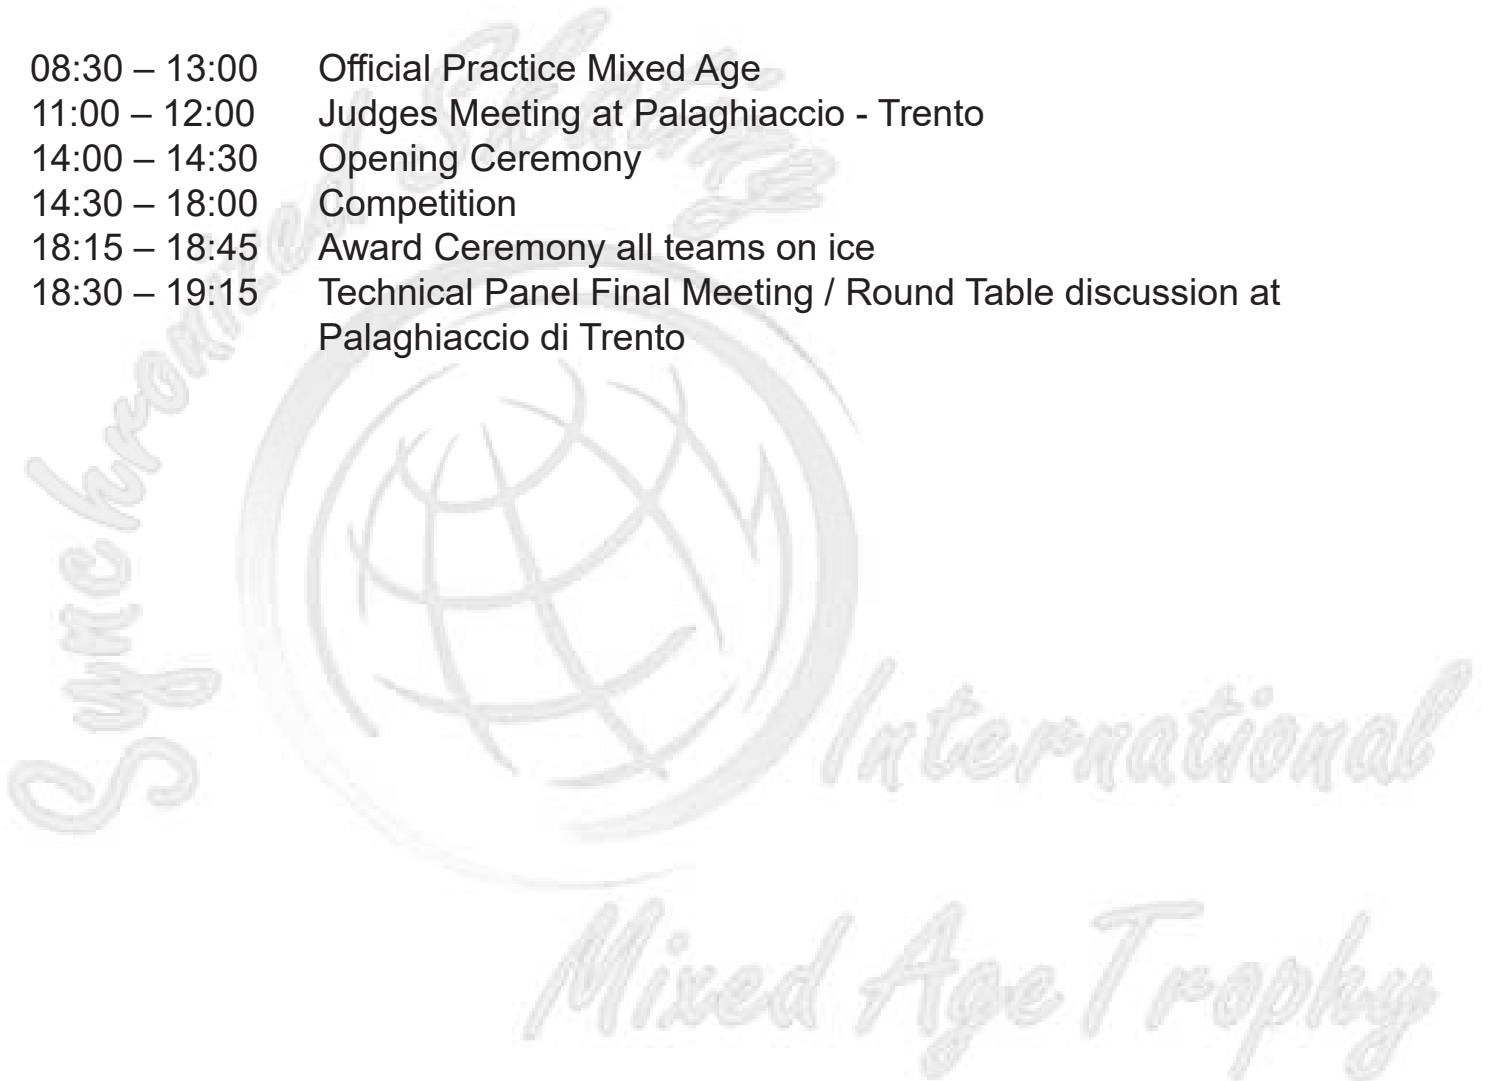 08:30 – 13:00 Official Practice Mixed Age
11:00 – 12:00 Judges Meeting at Palaghiaccio - Trento
14:00 – 14:30 Opening Ceremony
14:30 – 18:00 Competition
18:15 – 18:45 Award Ceremony all teams on ice
18:30 – 19:15 Technical Panel Final Meeting / Round Table discussion at
Palaghiaccio di Trento
Synchronized Skating
International
Mixed Age Trophy